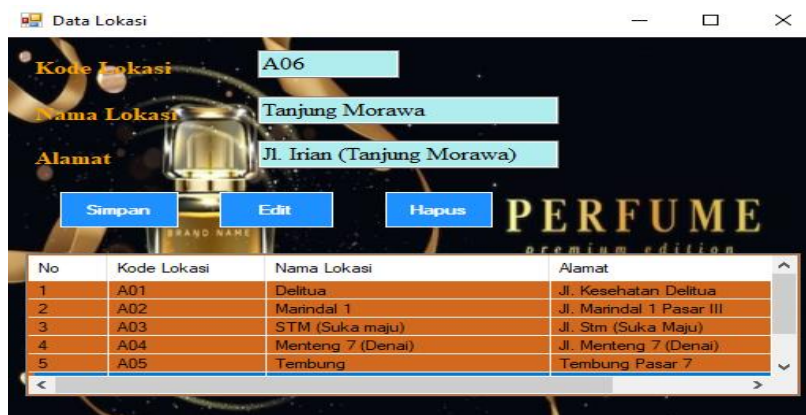 Data Lokasi
Kode Lokasi A06
Nama Lokasi Tanjung Morawa
Alamat Jl. Irian (Tanjung Morawa)
Simpan Edit Hapus
PERFUME
BRAND NAME
premium edition
No Kode Lokasi Nama Lokasi Alamat
1 A01 Delitua Jl. Kesehatan Delitua
2 A02 Marindal 1 Jl. Marindal 1 Pasar III
3 A03 STM (Suka maju) Jl. Stm (Suka Maju)
4 A04 Menteng 7 (Denai) Jl. Menteng 7 (Denai)
5 A05 Tembung Tembung Pasar 7